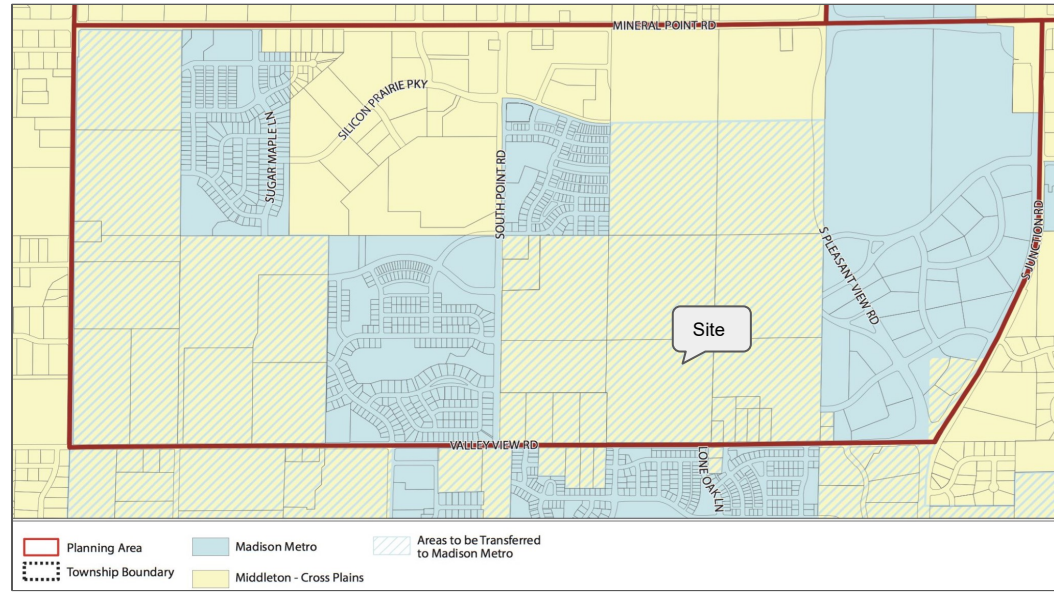 MINERAL POINT RD
SILICON PRAIRIE PKY
SUGAR MAPLE LN
SOUTH POINT RD
S PLEASANT VIEW RD
S JUNCTION RD
Site
VALLEY VIEW RD
LONE OAK LN
Planning Area
Township Boundary
Madison Metro
Middleton - Cross Plains
Areas to be Transferred
to Madison Metro